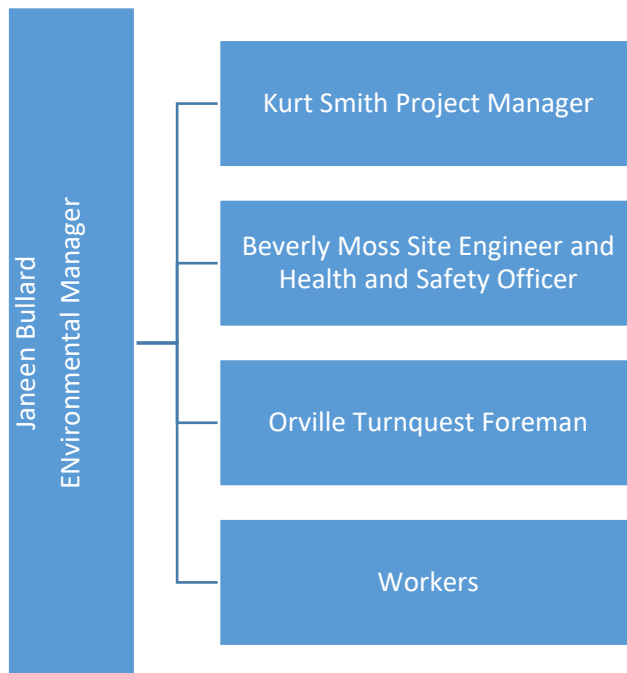 Janeen Bullard
ENvironmental Manager
Kurt Smith Project Manager
Beverly Moss Site Engineer and
Health and Safety Officer
Orville Turnquest Foreman
Workers